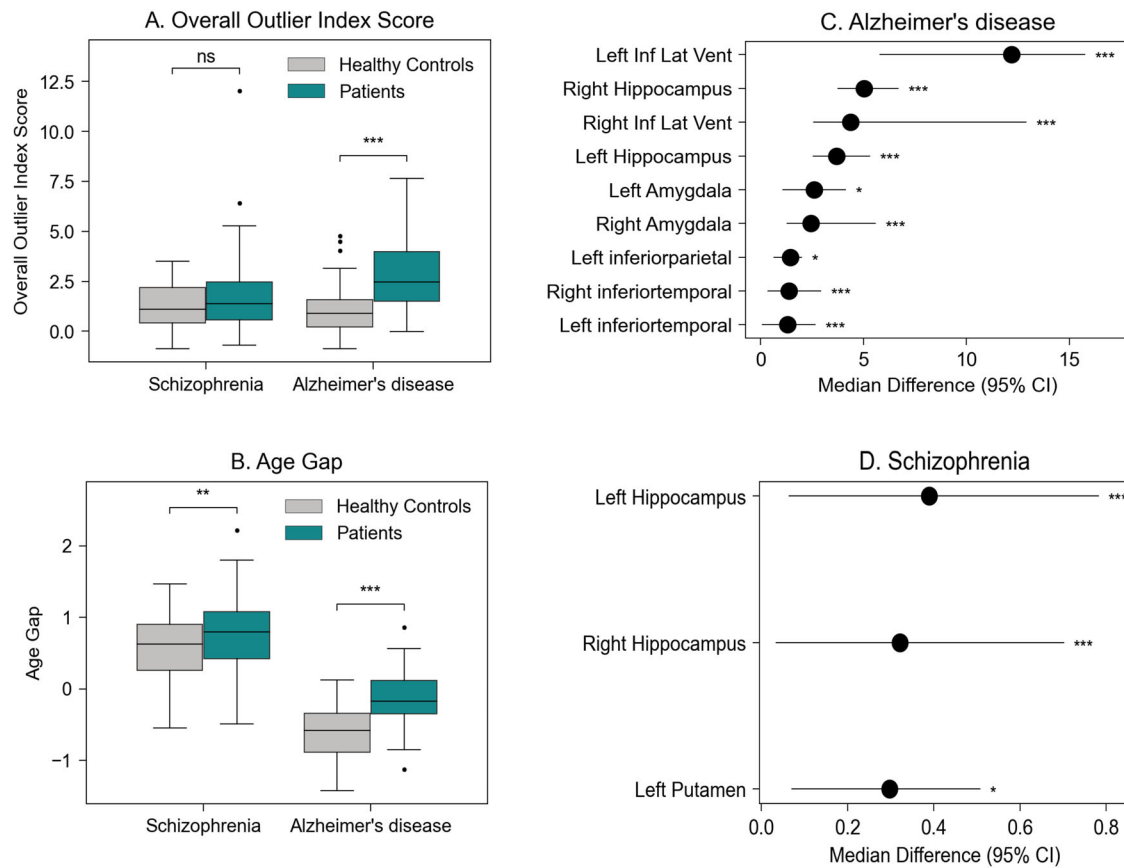 A. Overall Outlier Index Score
Overall Outlier Index Score
12.5
10.0
7.5
5.0
2.5
0.0
ns
***
Healthy Controls
Patients
Schizophrenia
Alzheimer's disease
C. Alzheimer's disease
Left Inf Lat Vent
***
Right Hippocampus
***
Right Inf Lat Vent
***
Left Hippocampus
***
Left Amygdala
*
Right Amygdala
***
Left inferiorparietal
*
Right inferiortemporal
***
Left inferiortemporal
***
0
5
10
15
Median Difference (95% CI)
B. Age Gap
Age Gap
2
1
0
−1
**
***
Healthy Controls
Patients
Schizophrenia
Alzheimer's disease
D. Schizophrenia
Left Hippocampus
***
Right Hippocampus
***
Left Putamen
*
0.0
0.2
0.4
0.6
0.8
Median Difference (95% CI)